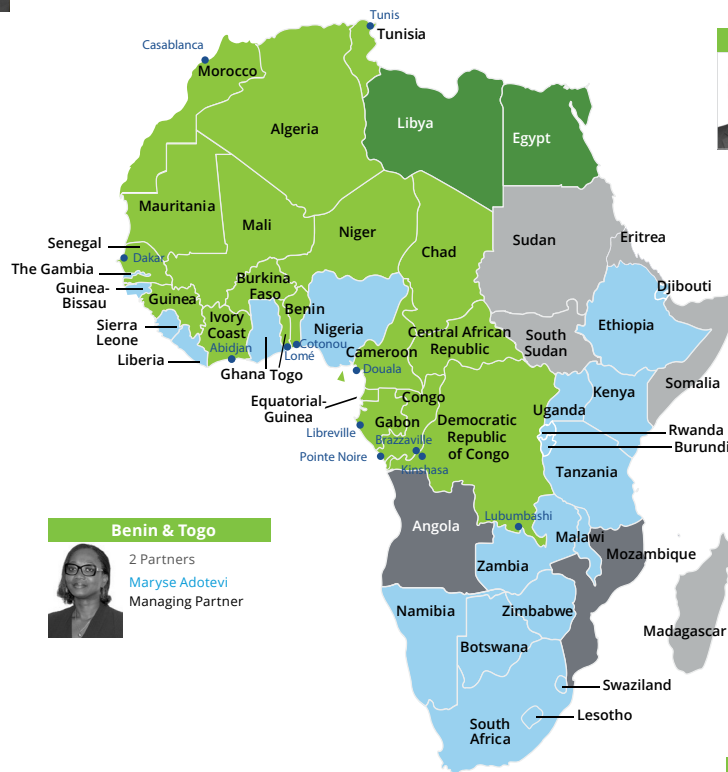 Tunis
Tunisia
Casablanca
Morocco
Algeria
Libya
Egypt
Mauritania
Mali
Niger
Chad
Sudan
Eritrea
Senegal
Dakar
The Gambia
Guinea-
Bissau
Guinea
Burkina
Faso
Benin
Djibouti
Sierra
Leone
Ivory
Coast
Abidjan
Nigeria
Cotonou
Lomé
Cameroon
Douala
Central African
Republic
South
Sudan
Ethiopia
Liberia
Ghana
Togo
Somalia
Equatorial-
Guinea
Congo
Gabon
Democratic
Republic
of Congo
Uganda
Kenya
Rwanda
Burundi
Libreville
Brazzaville
Pointe Noire
Kinshasa
Tanzania
Lubumbashi
Angola
Malawi
Mozambique
Zambia
Benin & Togo
2 Partners
Maryse Adotevi
Managing Partner
Namibia
Zimbabwe
Madagascar
Botswana
Swaziland
Lesotho
South
Africa